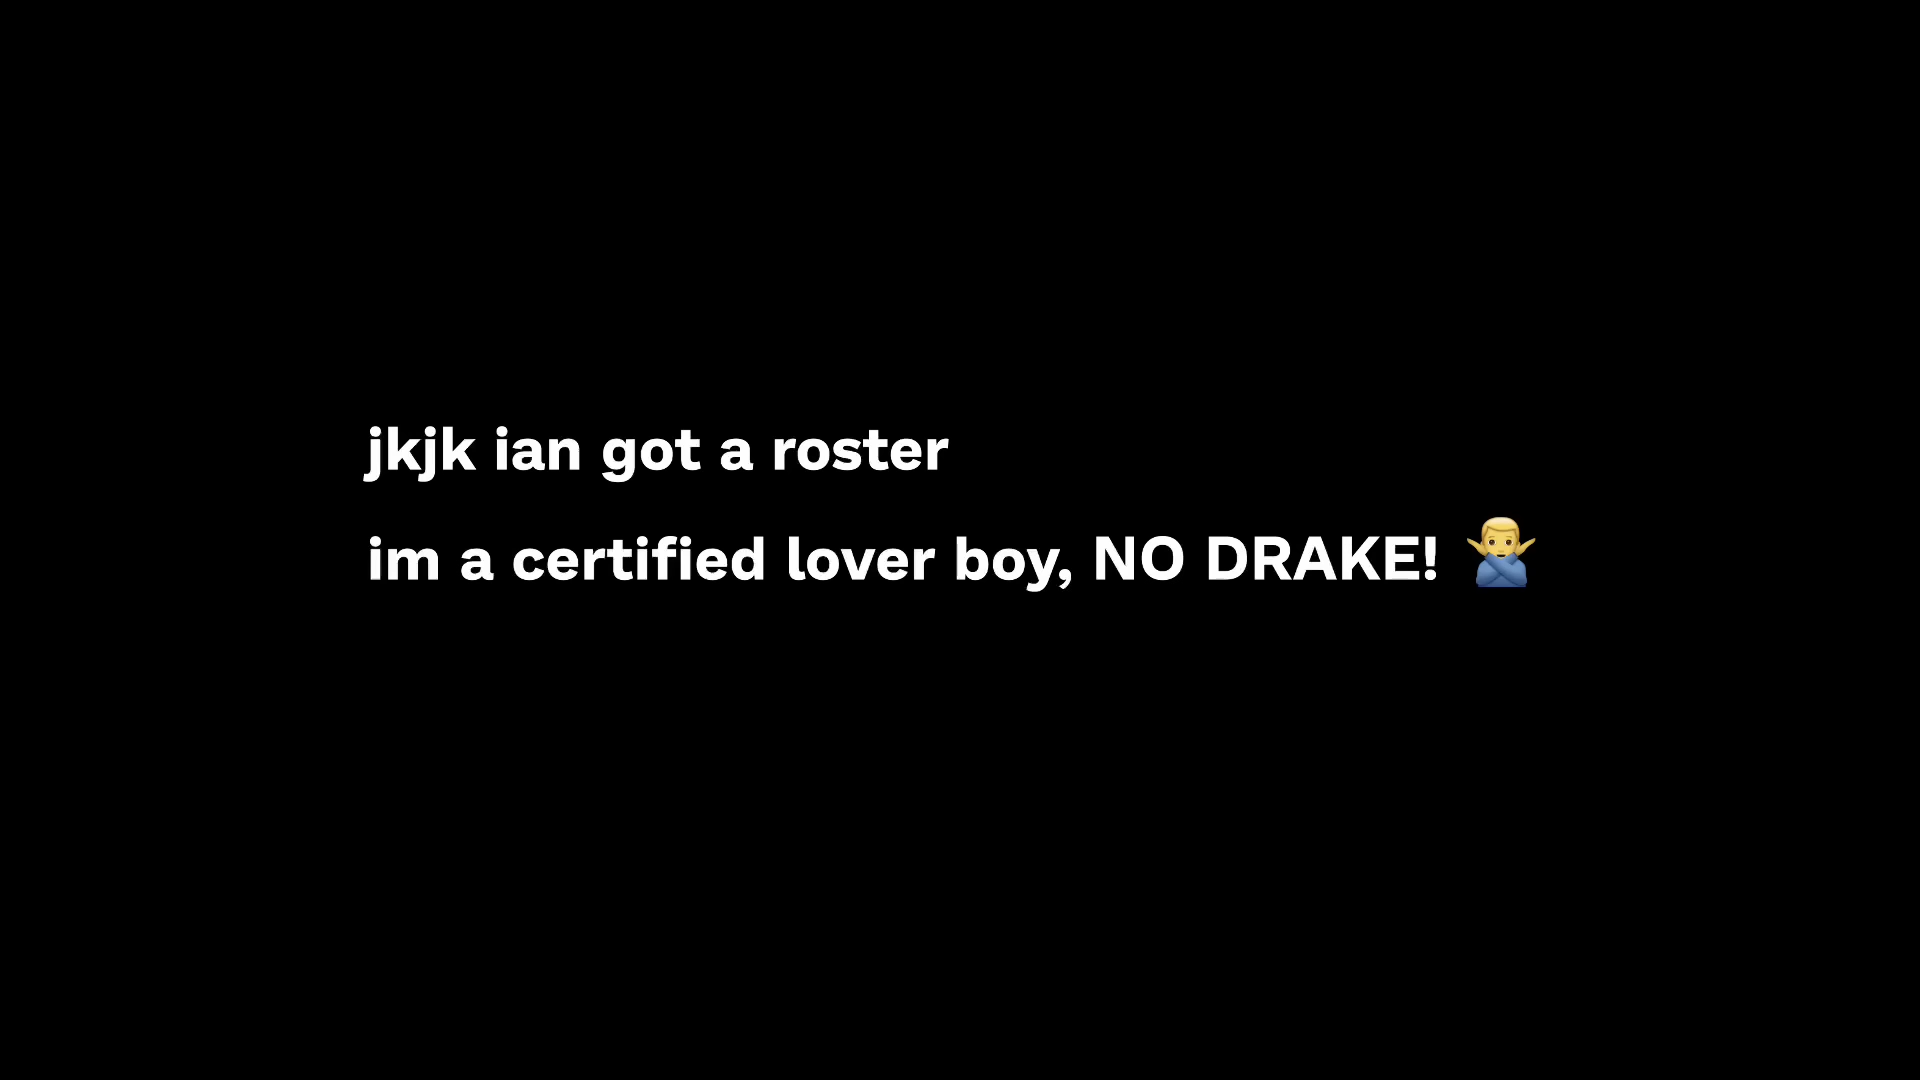 jkjk ian got a roster
im a certified lover boy, NO DRAKE! 🙅‍♂️